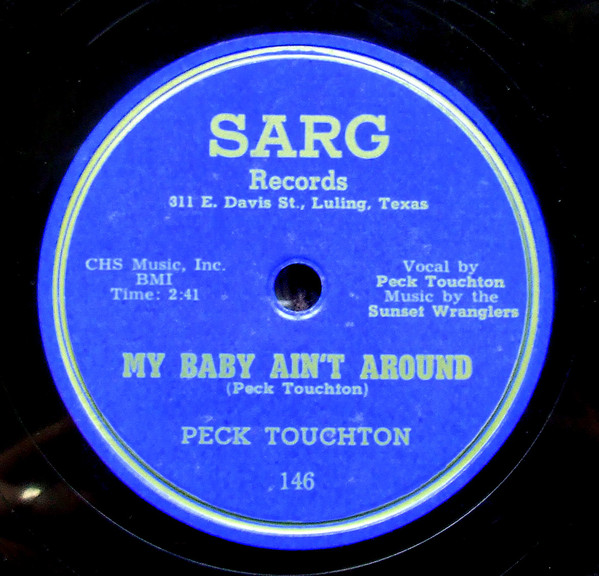 SARG
Records
311 E. Davis St., Luling, Texas
CHS Music, Inc.
BMI
Time: 2:41
Vocal by
Peck Touchton
Music by the
Sunset Wranglers
MY BABY AIN'T AROUND
(Peck Touchton)
PECK TOUCHTON
146